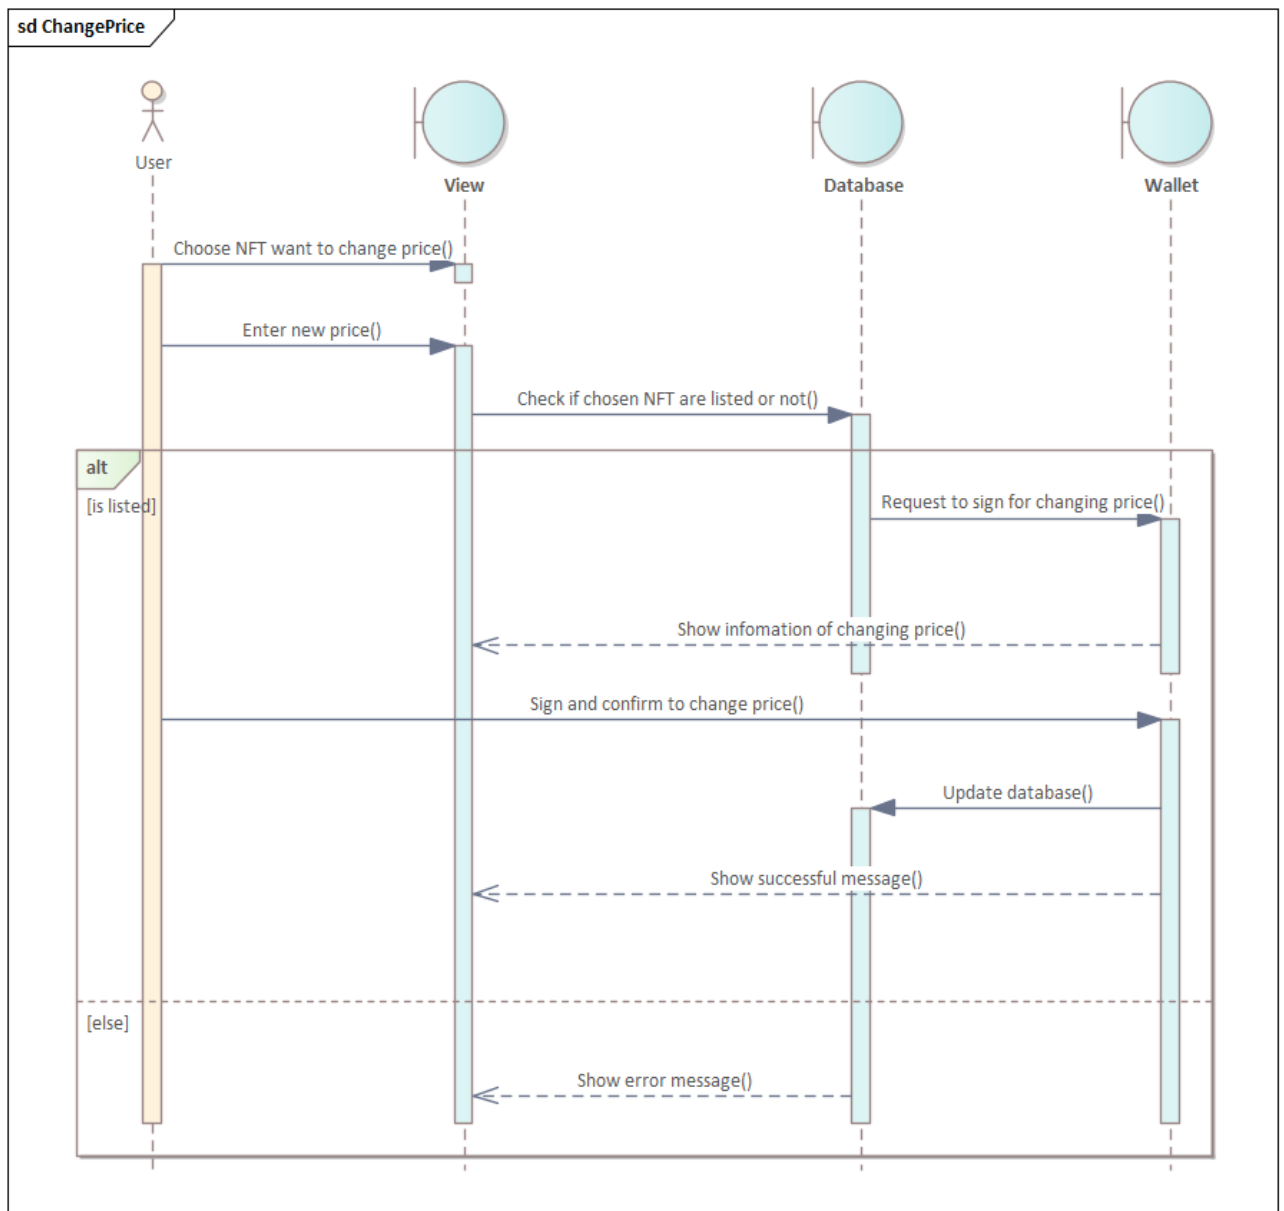 sd ChangePrice
User
View
Database
Wallet
Choose NFT want to change price()
Enter new price()
Check if chosen NFT are listed or not()
alt
[is listed]
Request to sign for changing price()
Show infomation of changing price()
Sign and confirm to change price()
Update database()
Show successful message()
[else]
Show error message()